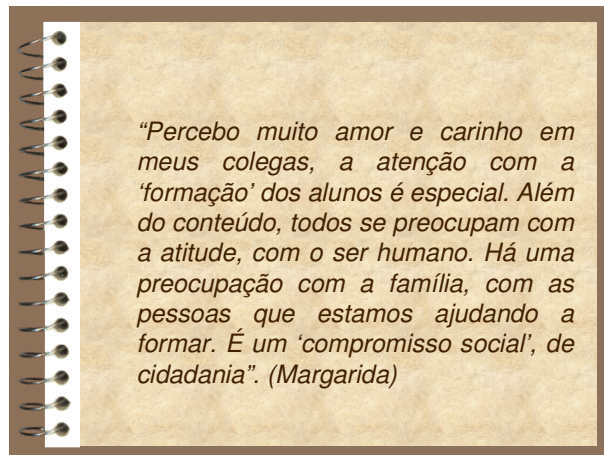 “Percebo muito amor e carinho em
meus colegas, a atenção com a
‘formação’ dos alunos é especial. Além
do conteúdo, todos se preocupam com
a atitude, com o ser humano. Há uma
preocupação com a família, com as
pessoas que estamos ajudando a
formar. É um ‘compromisso social’, de
cidadania”. (Margarida)